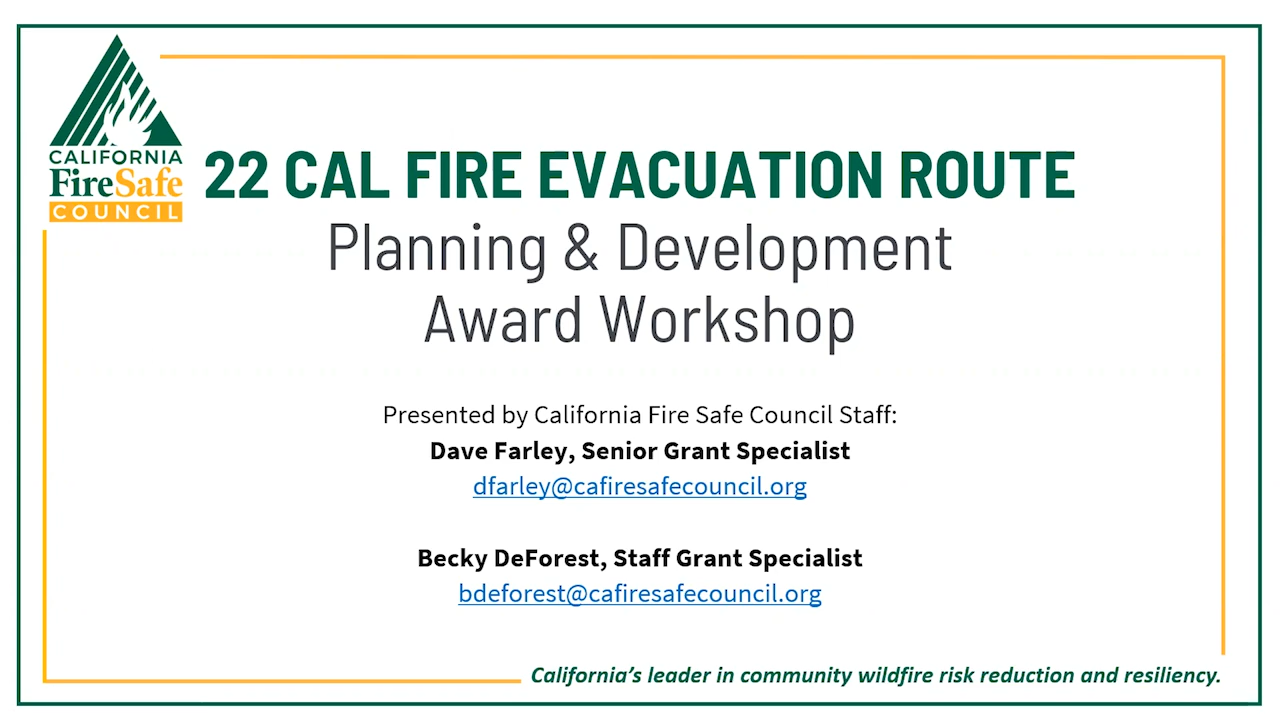 CALIFORNIA
FireSafe
COUNCIL
22 CAL FIRE EVACUATION ROUTE
Planning & Development
Award Workshop
Presented by California Fire Safe Council Staff:
Dave Farley, Senior Grant Specialist
dfarley@cafiresafecouncil.org
Becky DeForest, Staff Grant Specialist
bdeforest@cafiresafecouncil.org
California’s leader in community wildfire risk reduction and resiliency.